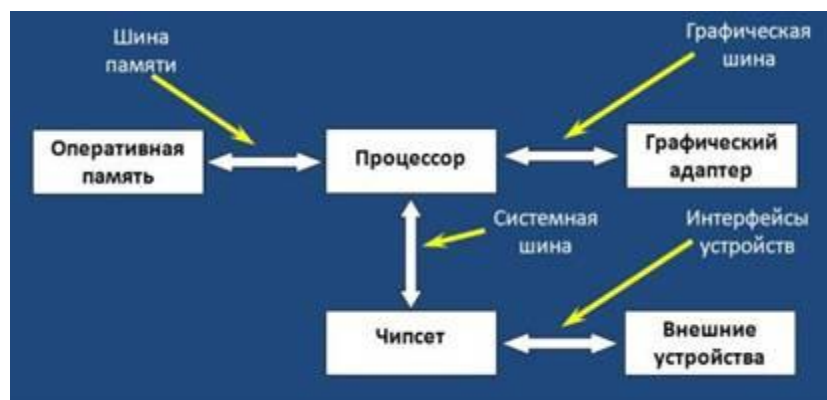 Шина
памяти
Графическая
шина
Оперативная
память
Процессор
Графический
адаптер
Системная
шина
Интерфейсы
устройств
Чипсет
Внешние
устройства